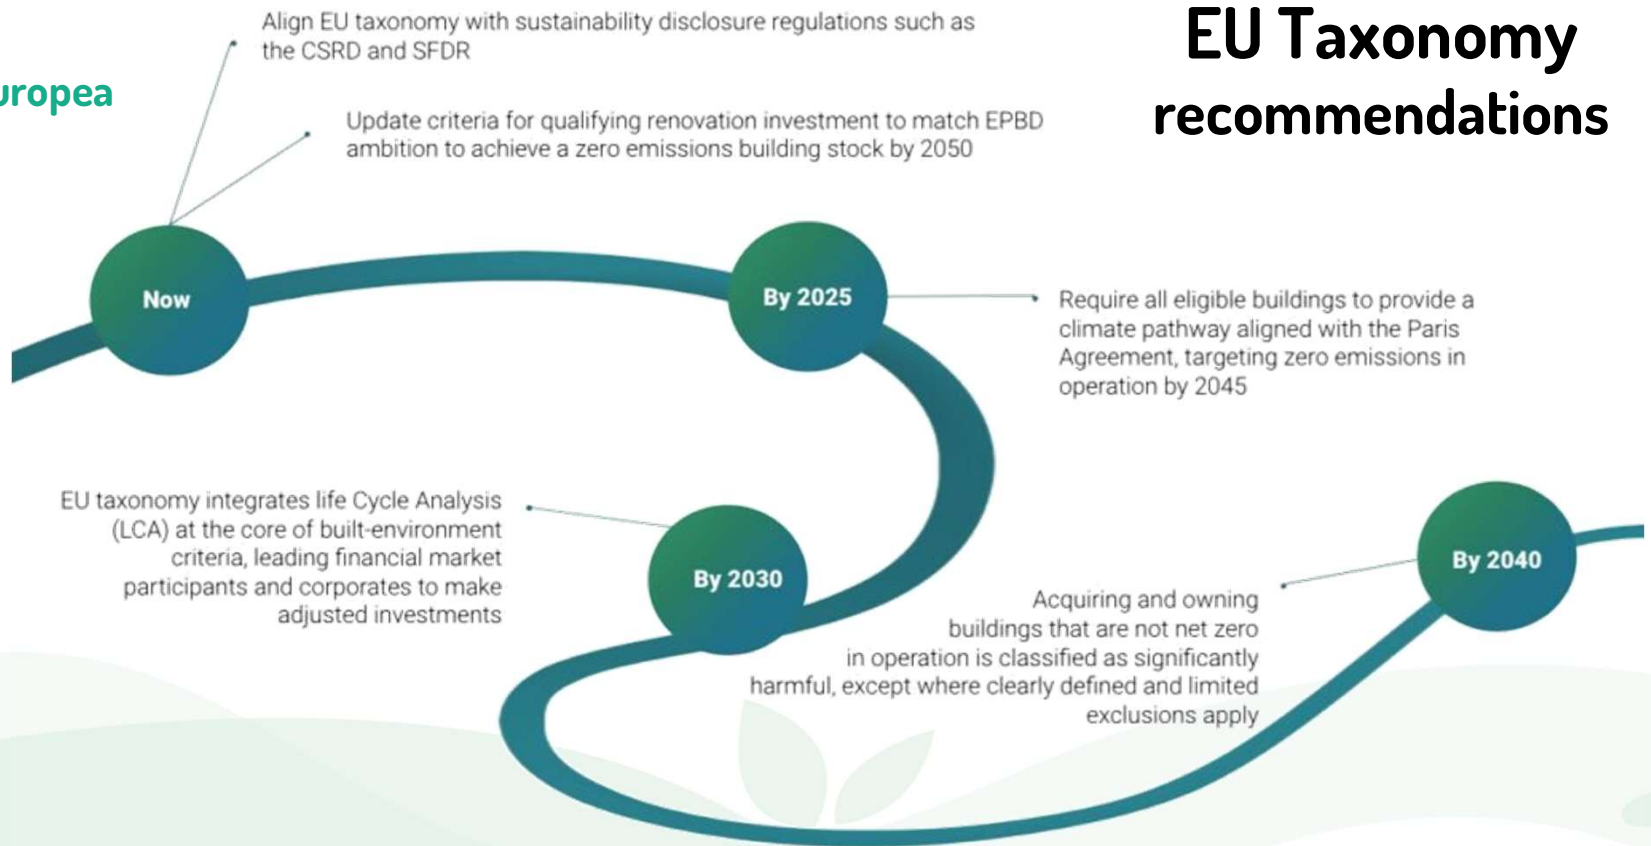 EU Taxonomy
recommendations
uropea
Align EU taxonomy with sustainability disclosure regulations such as
the CSRD and SFDR
Update criteria for qualifying renovation investment to match EPBD
ambition to achieve a zero emissions building stock by 2050
Now
By 2025
Require all eligible buildings to provide a
climate pathway aligned with the Paris
Agreement, targeting zero emissions in
operation by 2045
EU taxonomy integrates life Cycle Analysis
(LCA) at the core of built-environment
criteria, leading financial market
participants and corporates to make
adjusted investments
By 2030
By 2040
Acquiring and owning
buildings that are not net zero
in operation is classified as significantly
harmful, except where clearly defined and limited
exclusions apply